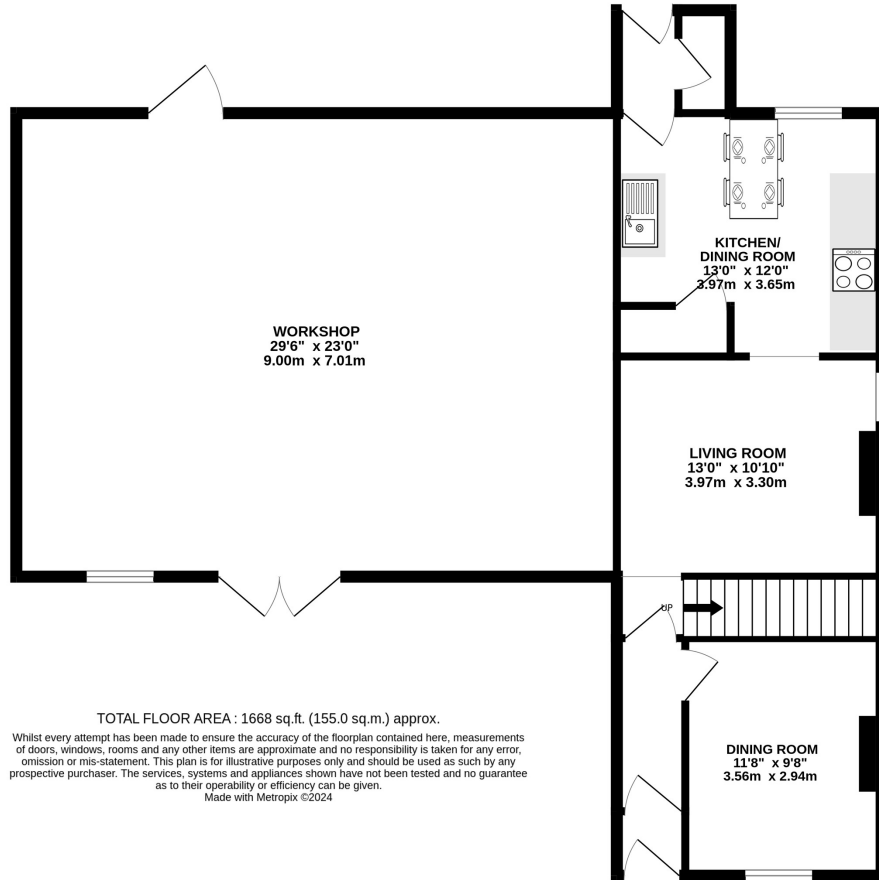 KITCHEN/
DINING ROOM
13'0"  x 12'0"
3.97m  x 3.65m
WORKSHOP
29'6"  x 23'0"
9.00m  x 7.01m
LIVING ROOM
13'0"  x 10'10"
3.97m  x 3.30m
UP
DINING ROOM
11'8"  x 9'8"
3.56m  x 2.94m
TOTAL FLOOR AREA : 1668 sq.ft. (155.0 sq.m.) approx.
Whilst every attempt has been made to ensure the accuracy of the floorplan contained here, measurements
of doors, windows, rooms and any other items are approximate and no responsibility is taken for any error,
omission or mis-statement. This plan is for illustrative purposes only and should be used as such by any
prospective purchaser. The services, systems and appliances shown have not been tested and no guarantee
as to their operability or efficiency can be given.
Made with Metropix ©2024